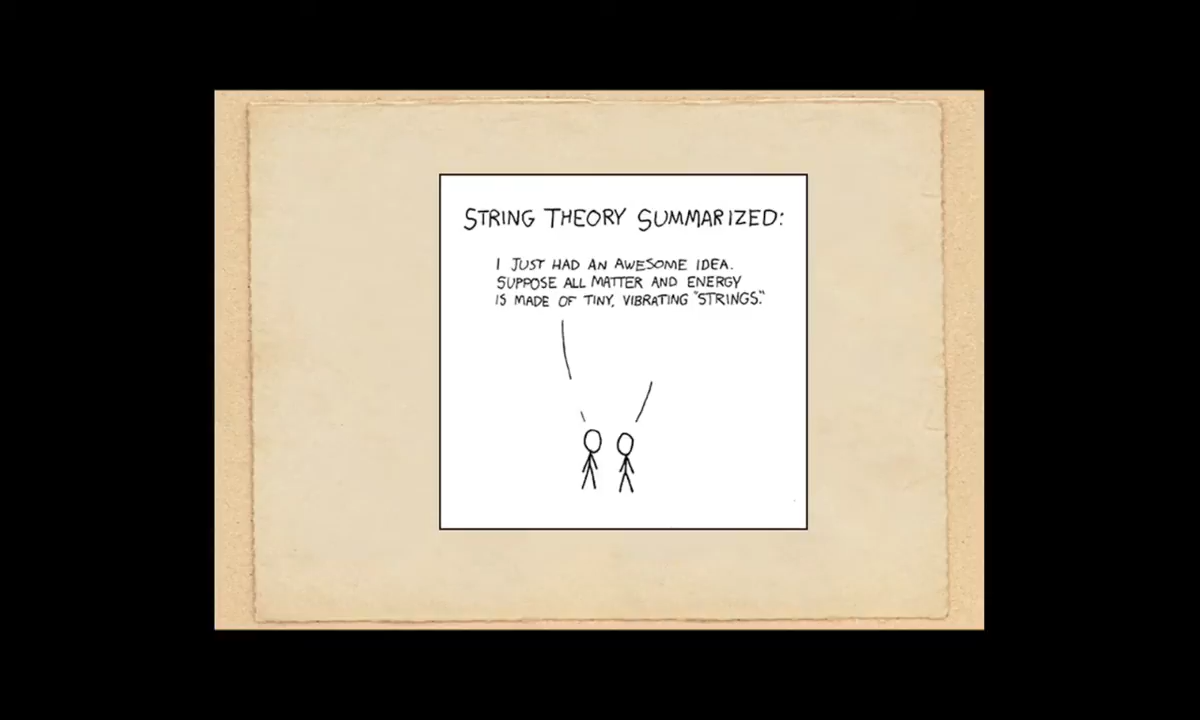 STRING THEORY SUMMARIZED:
I JUST HAD AN AWESOME IDEA.
SUPPOSE ALL MATTER AND ENERGY
IS MADE OF TINY, VIBRATING "STRINGS."